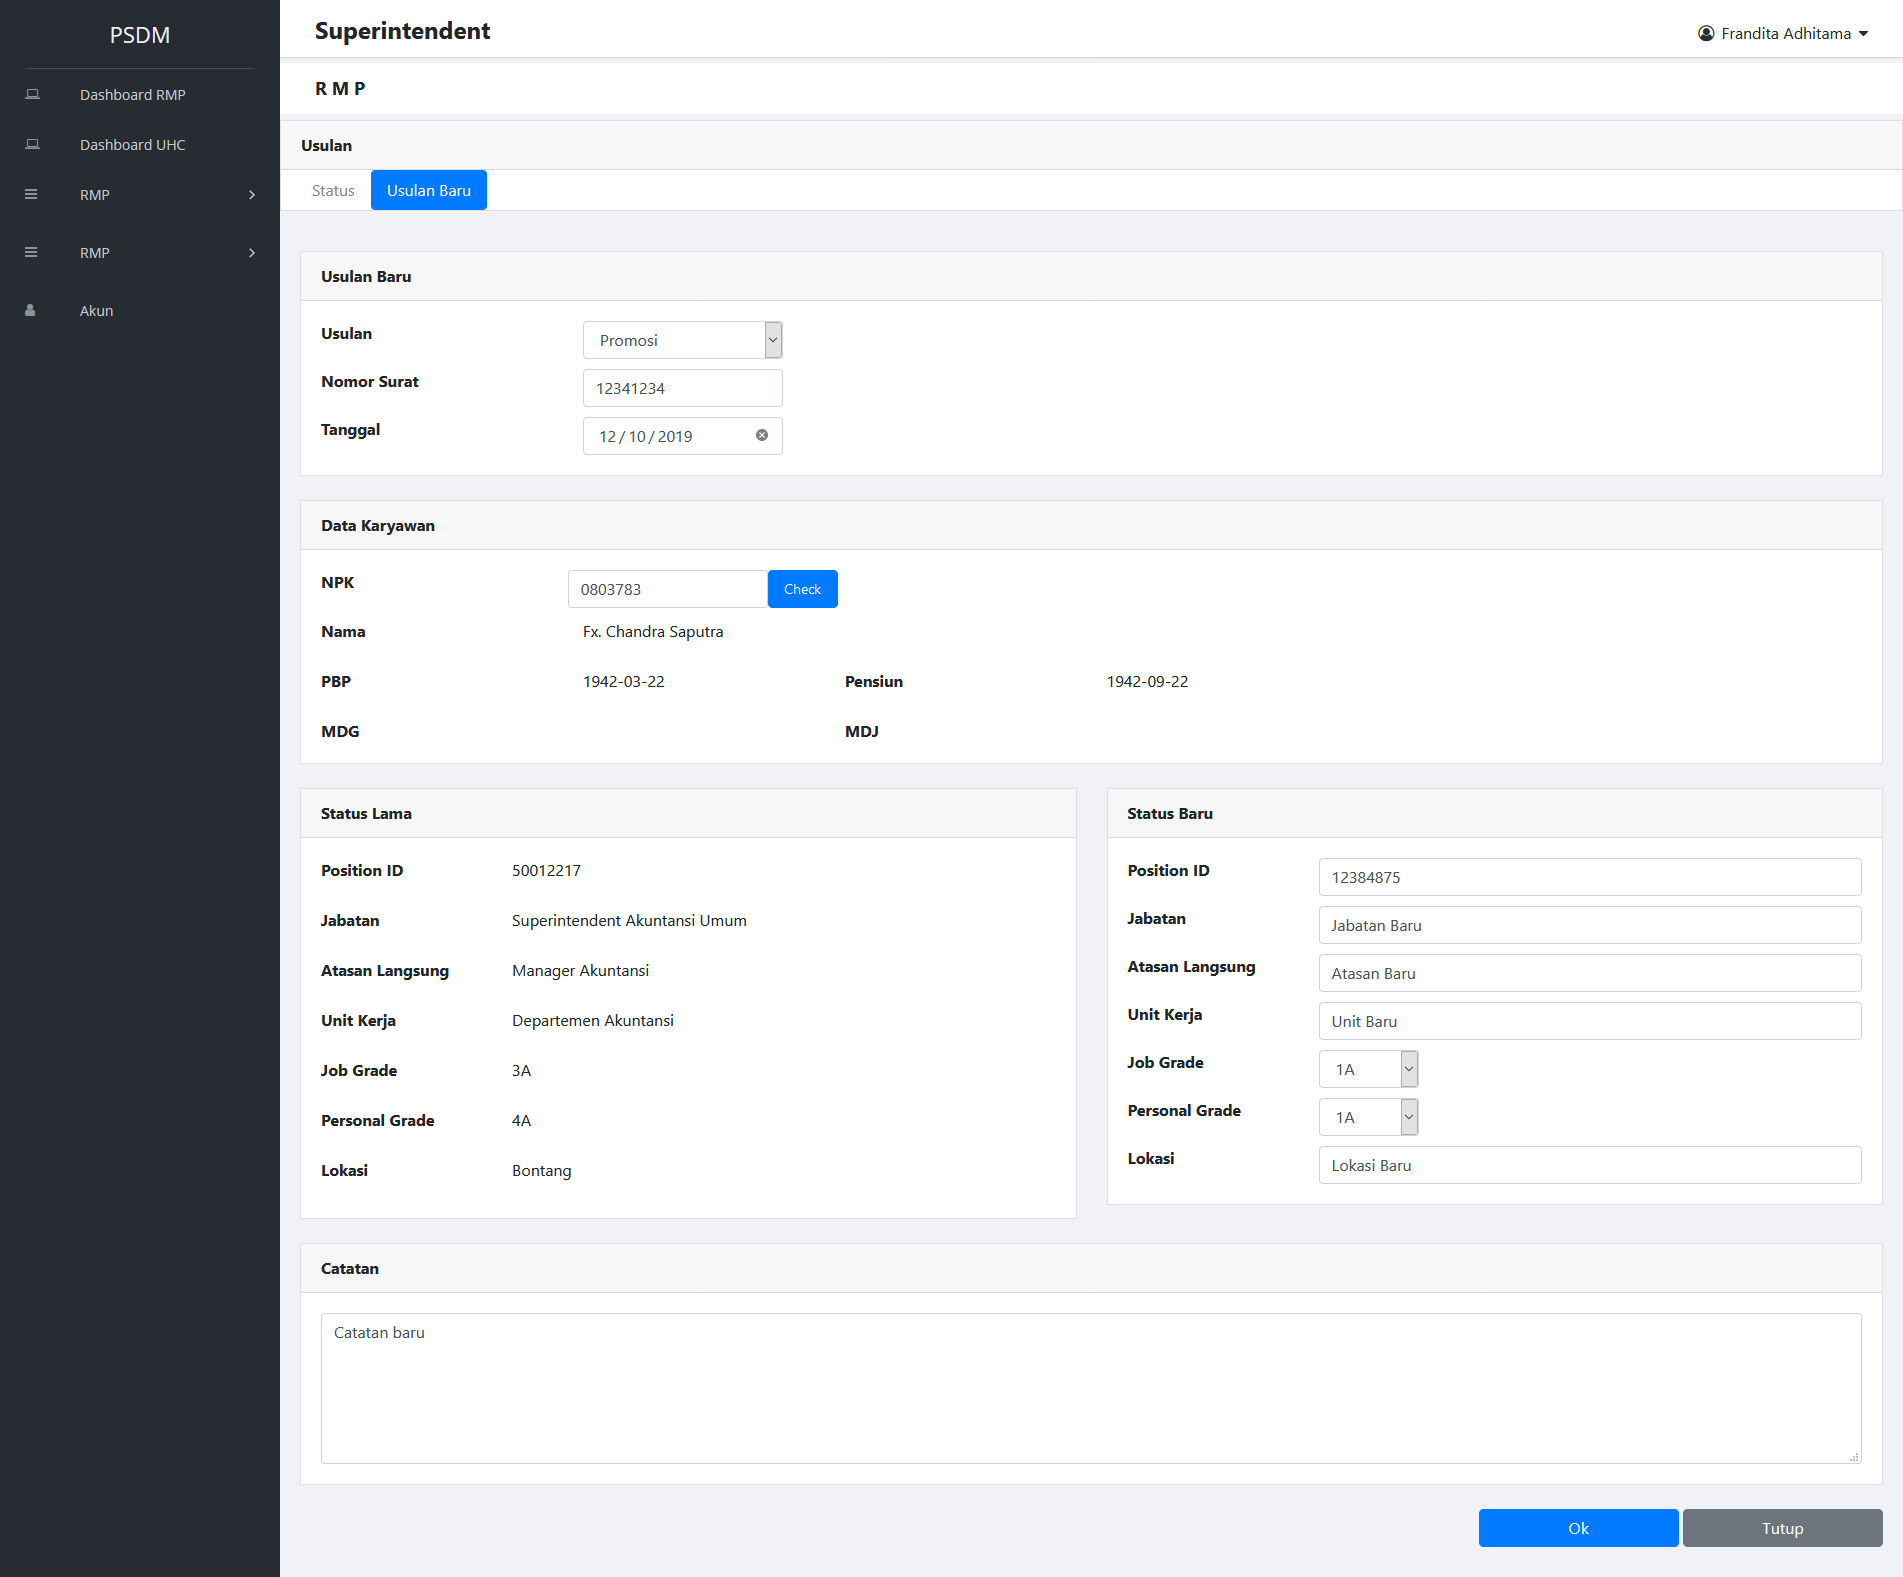 PSDM
Dashboard RMP
Dashboard UHC
RMP
RMP
Akun
Superintendent
Frandita Adhitama
R M P
Usulan
Status
Usulan Baru
Usulan Baru
Usulan
Promosi
Nomor Surat
12341234
Tanggal
12 / 10 / 2019
Data Karyawan
NPK
0803783
Check
Nama
Fx. Chandra Saputra
PBP
1942-03-22
Pensiun
1942-09-22
MDG
MDJ
Status Lama
Position ID
50012217
Jabatan
Superintendent Akuntansi Umum
Atasan Langsung
Manager Akuntansi
Unit Kerja
Departemen Akuntansi
Job Grade
3A
Personal Grade
4A
Lokasi
Bontang
Status Baru
Position ID
12384875
Jabatan
Jabatan Baru
Atasan Langsung
Atasan Baru
Unit Kerja
Unit Baru
Job Grade
1A
Personal Grade
1A
Lokasi
Lokasi Baru
Catatan
Catatan baru
Ok
Tutup